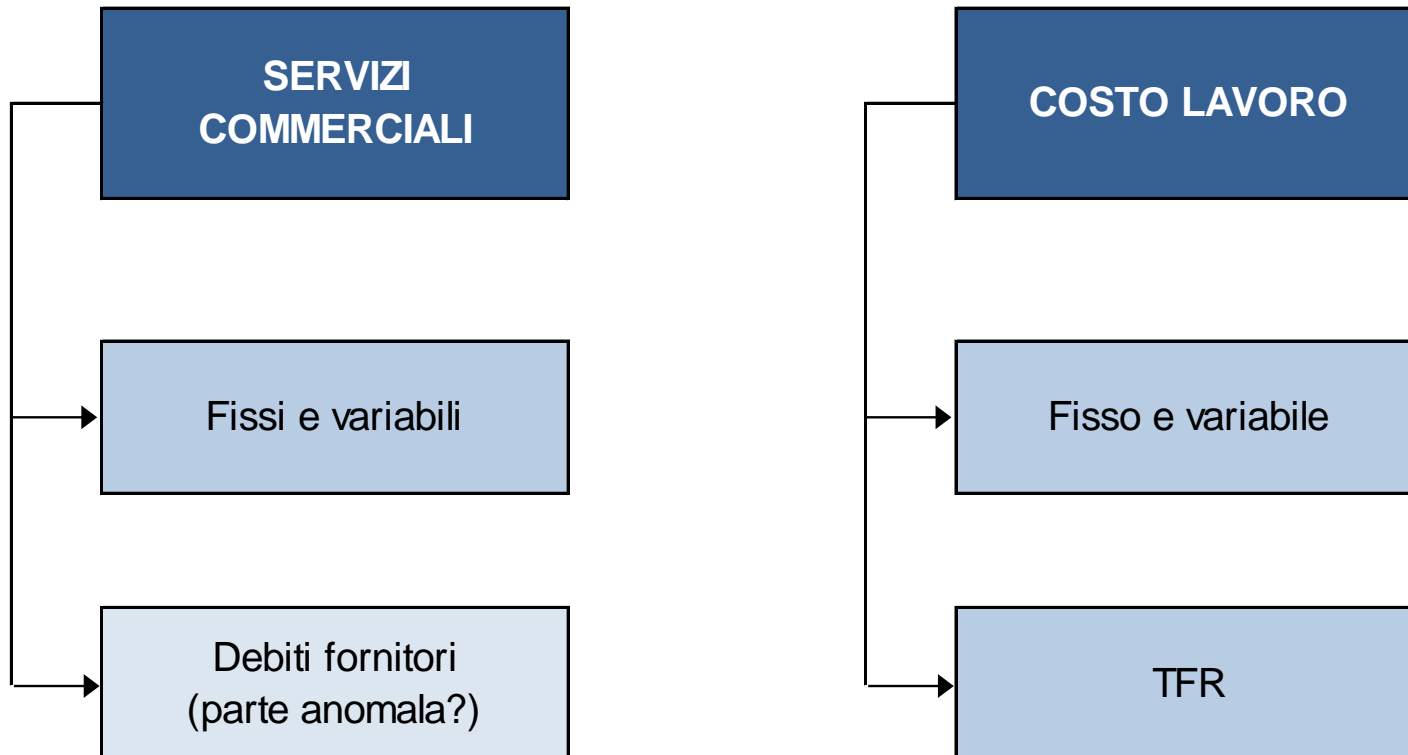 SERVIZI
COMMERCIALI
COSTO LAVORO
Fissi e variabili
Fisso e variabile
Debiti fornitori
(parte anomala?)
TFR